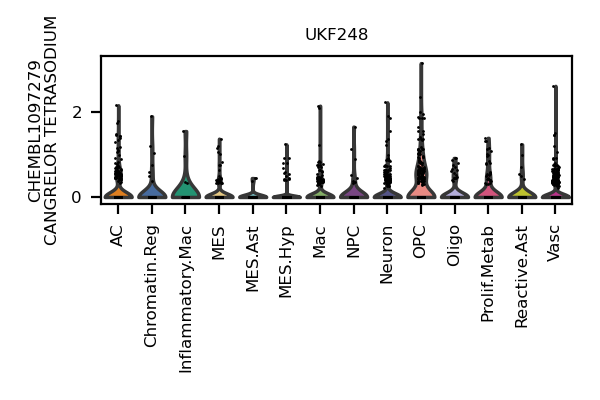 UKF248
CHEMBL1097279
CANGRELOR TETRASODIUM
2
0
AC
Chromatin.Reg
Inflammatory.Mac
MES
MES.Ast
MES.Hyp
Mac
NPC
Neuron
OPC
Oligo
Prolif.Metab
Reactive.Ast
Vasc